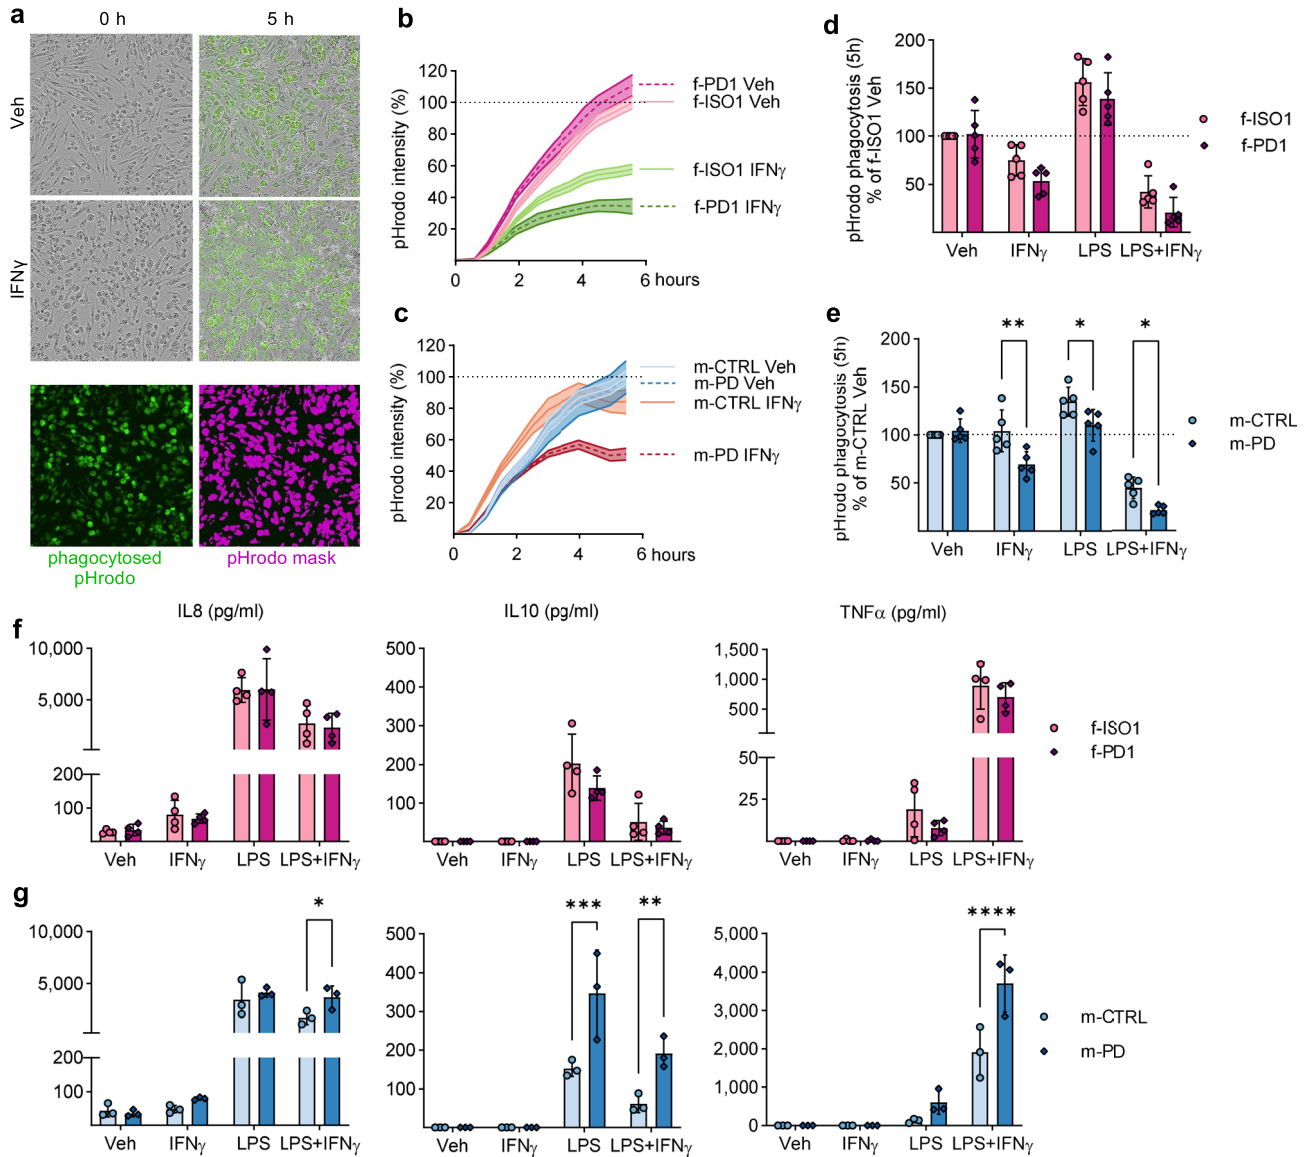 a
0 h
5 h
Veh
IFNγ
phagocytosed
pHrodo
pHrodo mask
b
pHrodo intensity (%)
120
100
80
60
40
20
0
2
4
6 hours
f-PD1 Veh
f-ISO1 Veh
f-ISO1 IFNγ
f-PD1 IFNγ
c
pHrodo intensity (%)
120
100
80
60
40
20
0
2
4
6 hours
m-CTRL Veh
m-PD Veh
m-CTRL IFNγ
m-PD IFNγ
d
pHrodo phagocytosis (5h)
% of f-ISO1 Veh
200
150
100
50
Veh
IFNγ
LPS
LPS+IFNγ
f-ISO1
f-PD1
e
pHrodo phagocytosis (5h)
% of m-CTRL Veh
200
150
100
50
**
*
*
Veh
IFNγ
LPS
LPS+IFNγ
m-CTRL
m-PD
f
IL8 (pg/ml)
10,000
5,000
200
100
Veh
IFNγ
LPS
LPS+IFNγ
IL10 (pg/ml)
500
400
300
200
100
Veh
IFNγ
LPS
LPS+IFNγ
TNFα (pg/ml)
1,500
1,000
500
50
25
Veh
IFNγ
LPS
LPS+IFNγ
f-ISO1
f-PD1
g
10,000
5,000
200
100
*
Veh
IFNγ
LPS
LPS+IFNγ
500
400
300
200
100
***
**
Veh
IFNγ
LPS
LPS+IFNγ
5,000
4,000
3,000
2,000
1,000
0
****
Veh
IFNγ
LPS
LPS+IFNγ
m-CTRL
m-PD